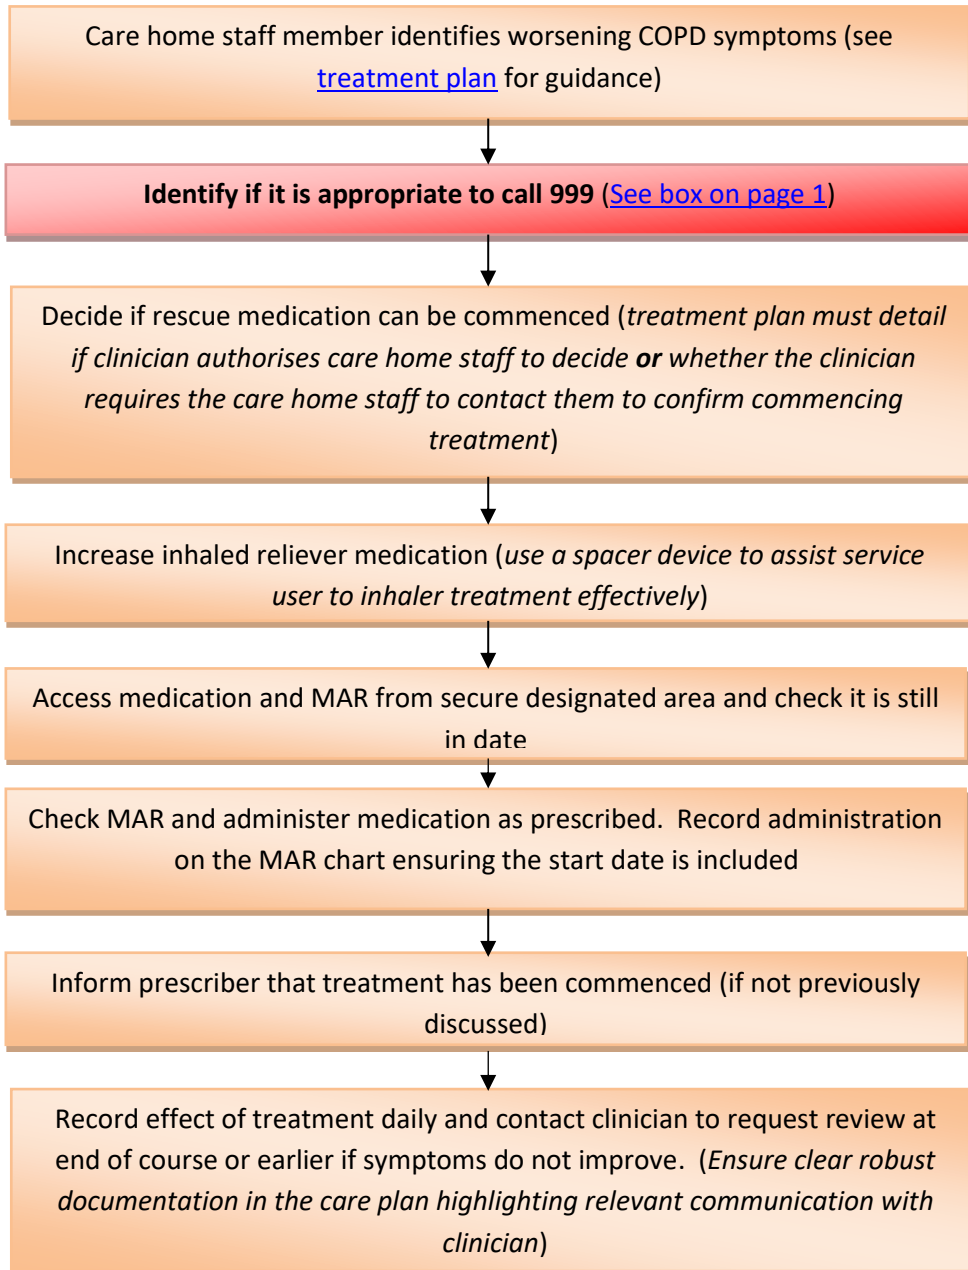 Care home staff member identifies worsening COPD symptoms (see
treatment plan for guidance)
Identify if it is appropriate to call 999 (See box on page 1)
Decide if rescue medication can be commenced (treatment plan must detail
if clinician authorises care home staff to decide or whether the clinician
requires the care home staff to contact them to confirm commencing
treatment)
Increase inhaled reliever medication (use a spacer device to assist service
user to inhaler treatment effectively)
Access medication and MAR from secure designated area and check it is still
in date
Check MAR and administer medication as prescribed.  Record administration
on the MAR chart ensuring the start date is included
Inform prescriber that treatment has been commenced (if not previously
discussed)
Record effect of treatment daily and contact clinician to request review at
end of course or earlier if symptoms do not improve.  (Ensure clear robust
documentation in the care plan highlighting relevant communication with
clinician)